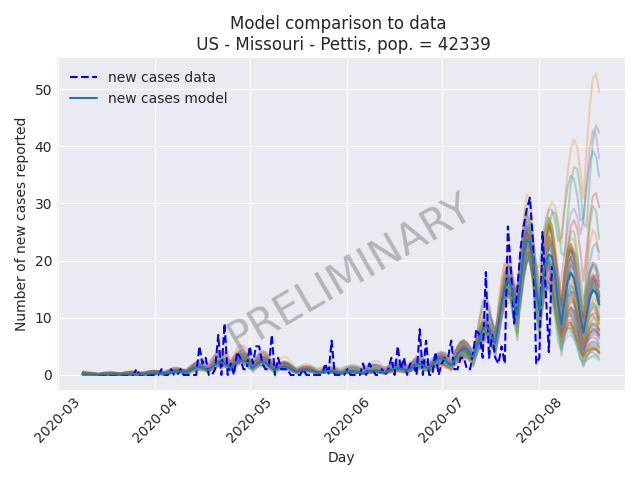 Model comparison to data
US - Missouri - Pettis, pop. = 42339
new cases data
new cases model
Number of new cases reported
50
40
30
20
10
0
PRELIMINARY
2020-03
2020-04
2020-05
2020-06
2020-07
2020-08
Day